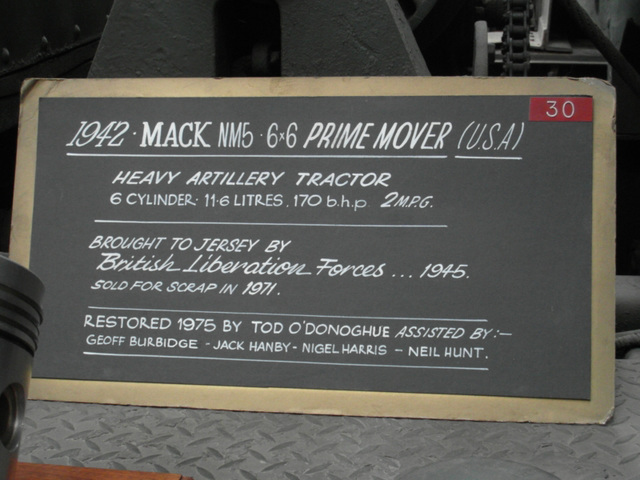 30
1942 · MACK NM5 · 6x6 PRIME MOVER (U.S.A)
HEAVY ARTILLERY TRACTOR
6 CYLINDER · 11·6 LITRES . 170 b.h.p 2 M.P.G.
BROUGHT TO JERSEY BY
British Liberation Forces ... 1945.
SOLD FOR SCRAP IN 1971.
RESTORED 1975 BY TOD O'DONOGHUE ASSISTED BY:—
GEOFF BURBIDGE - JACK HANBY - NIGEL HARRIS - NEIL HUNT.